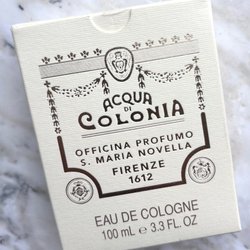 ACQUA
DI
COLONIA
OFFICINA PROFUMO
S. MARIA NOVELLA
FIRENZE
1612
EAU DE COLOGNE
100 mL ℮ 3.3 FL. OZ